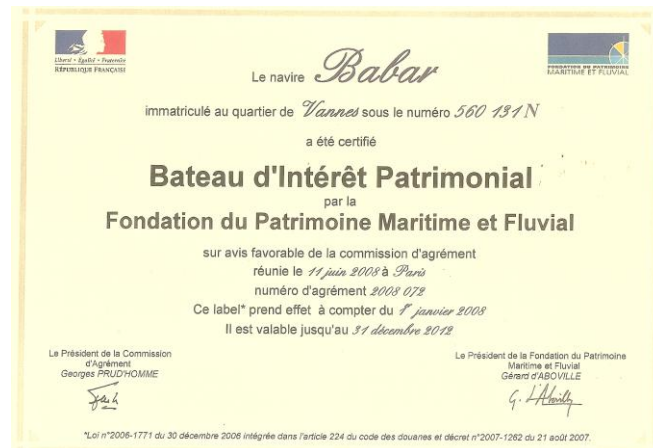 Liberté • Égalité • Fraternité
RÉPUBLIQUE FRANÇAISE
FONDATION DU PATRIMOINE
MARITIME ET FLUVIAL
Le navire Babar
immatriculé au quartier de Vannes sous le numéro 560 131 N
a été certifié
Bateau d'Intérêt Patrimonial
par la
Fondation du Patrimoine Maritime et Fluvial
sur avis favorable de la commission d'agrément
réunie le 11 juin 2008 à Paris
numéro d'agrément 2008 072
Ce label* prend effet à compter du 1er janvier 2008
Il est valable jusqu'au 31 décembre 2012
Le Président de la Commission
d'Agrément
Georges PRUD'HOMME
Le Président de la Fondation du Patrimoine
Maritime et Fluvial
Gérard d'ABOVILLE
G. d'Aboville
*Loi n°2006-1771 du 30 décembre 2006 intégrée dans l'article 224 du code des douanes et décret n°2007-1262 du 21 août 2007.